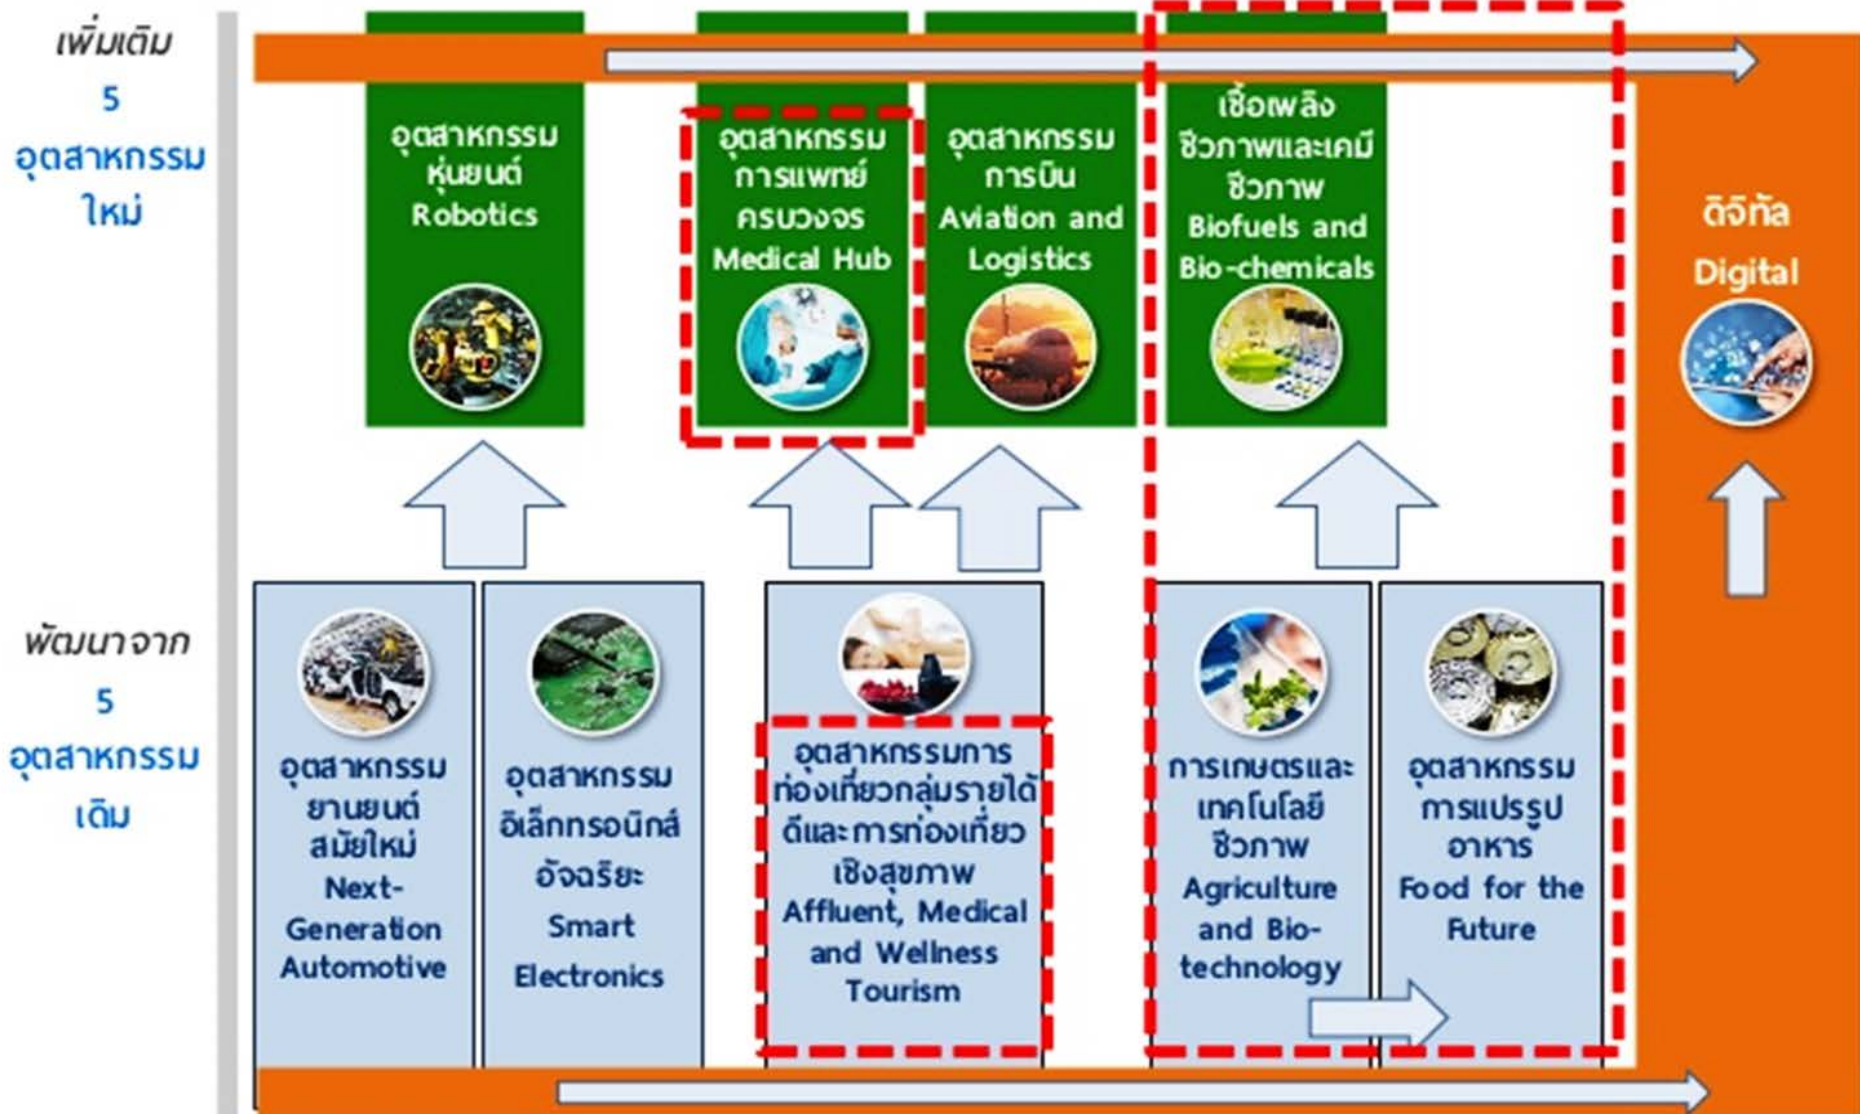 เพิ่มเติม
5
อุตสาหกรรม
ใหม่
อุตสาหกรรม
หุ่นยนต์
Robotics
อุตสาหกรรม
การแพทย์
ครบวงจร
Medical Hub
อุตสาหกรรม
การบิน
Aviation and
Logistics
เชื้อเพลิง
ชีวภาพและเคมี
ชีวภาพ
Biofuels and
Bio-chemicals
ดิจิทัล
Digital
พัฒนาจาก
5
อุตสาหกรรม
เดิม
อุตสาหกรรม
ยานยนต์
สมัยใหม่
Next-
Generation
Automotive
อุตสาหกรรม
อิเล็กทรอนิกส์
อัจฉริยะ
Smart
Electronics
อุตสาหกรรมการ
ท่องเที่ยวกลุ่มรายได้
ดีและการท่องเที่ยว
เชิงสุขภาพ
Affluent, Medical
and Wellness
Tourism
การเกษตรและ
เทคโนโลยี
ชีวภาพ
Agriculture
and Bio-
technology
อุตสาหกรรม
การแปรรูป
อาหาร
Food for the
Future